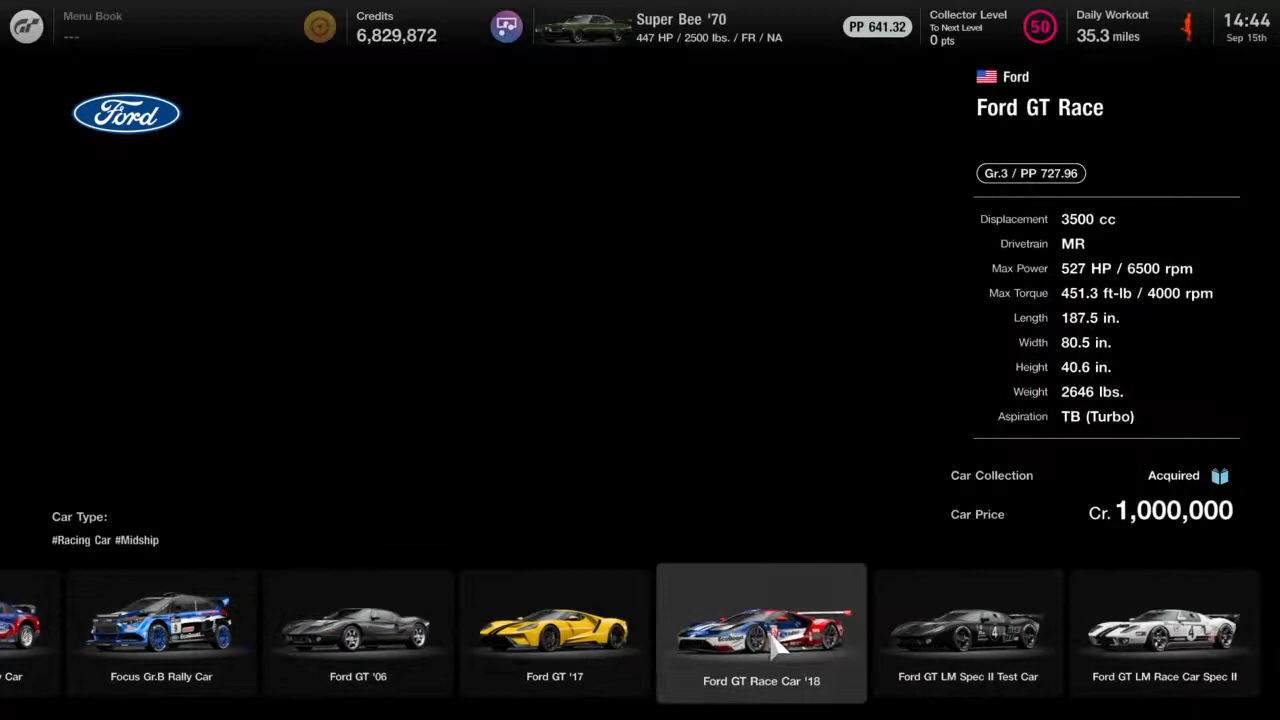 Menu Book
---
Credits
6,829,872
Super Bee '70
447 HP / 2500 lbs. / FR / NA
PP 641.32
Collector Level
To Next Level
0 pts
50
Daily Workout
35.3 miles
14:44
Sep 15th
Ford
Ford
Ford GT Race
Gr.3 / PP 727.96
Displacement 3500 cc
Drivetrain MR
Max Power 527 HP / 6500 rpm
Max Torque 451.3 ft-lb / 4000 rpm
Length 187.5 in.
Width 80.5 in.
Height 40.6 in.
Weight 2646 lbs.
Aspiration TB (Turbo)
Car Collection Acquired
Car Price Cr. 1,000,000
Car Type:
#Racing Car #Midship
y Car
Focus Gr.B Rally Car
Ford GT '06
Ford GT '17
Ford GT Race Car '18
Ford GT LM Spec II Test Car
Ford GT LM Race Car Spec II